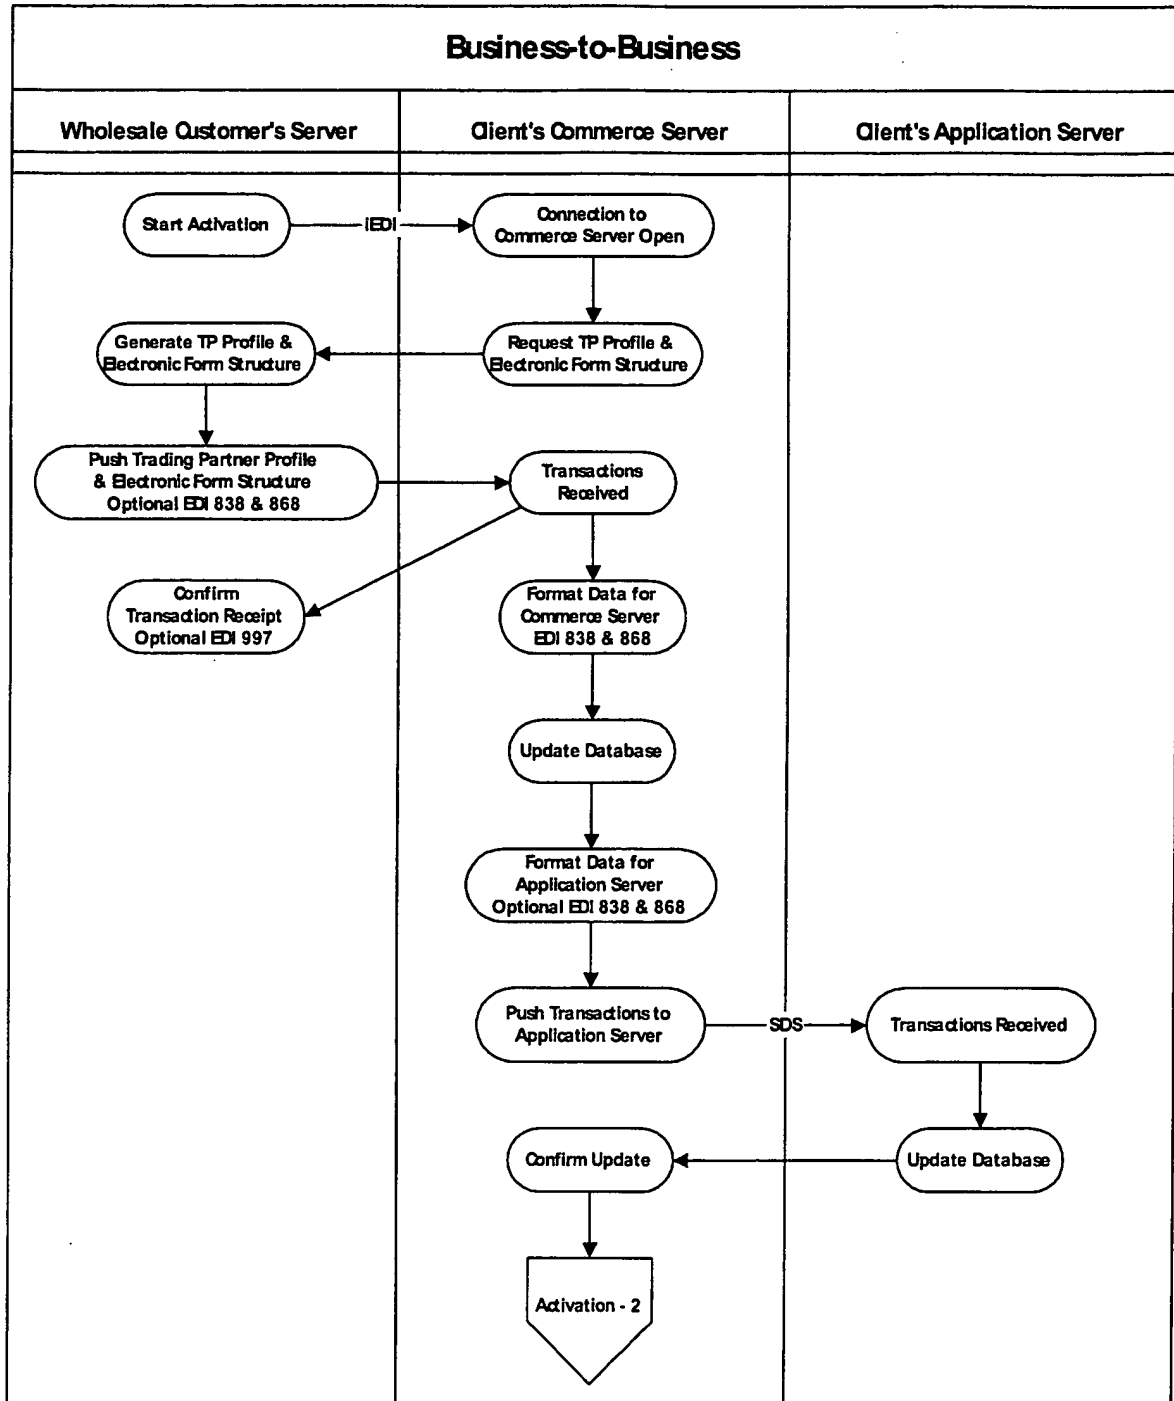 Business-to-Business
Wholesale Customer's Server
Client's Commerce Server
Client's Application Server
Start Activation
iEDI
Connection to
Commerce Server Open
Generate TP Profile &
Electronic Form Structure
Request TP Profile &
Electronic Form Structure
Push Trading Partner Profile
& Electronic Form Structure
Optional EDI 838 & 868
Transactions
Received
Confirm
Transaction Receipt
Optional EDI 997
Format Data for
Commerce Server
EDI 838 & 868
Update Database
Format Data for
Application Server
Optional EDI 838 & 868
Push Transactions to
Application Server
SDS
Transactions Received
Confirm Update
Update Database
Activation - 2